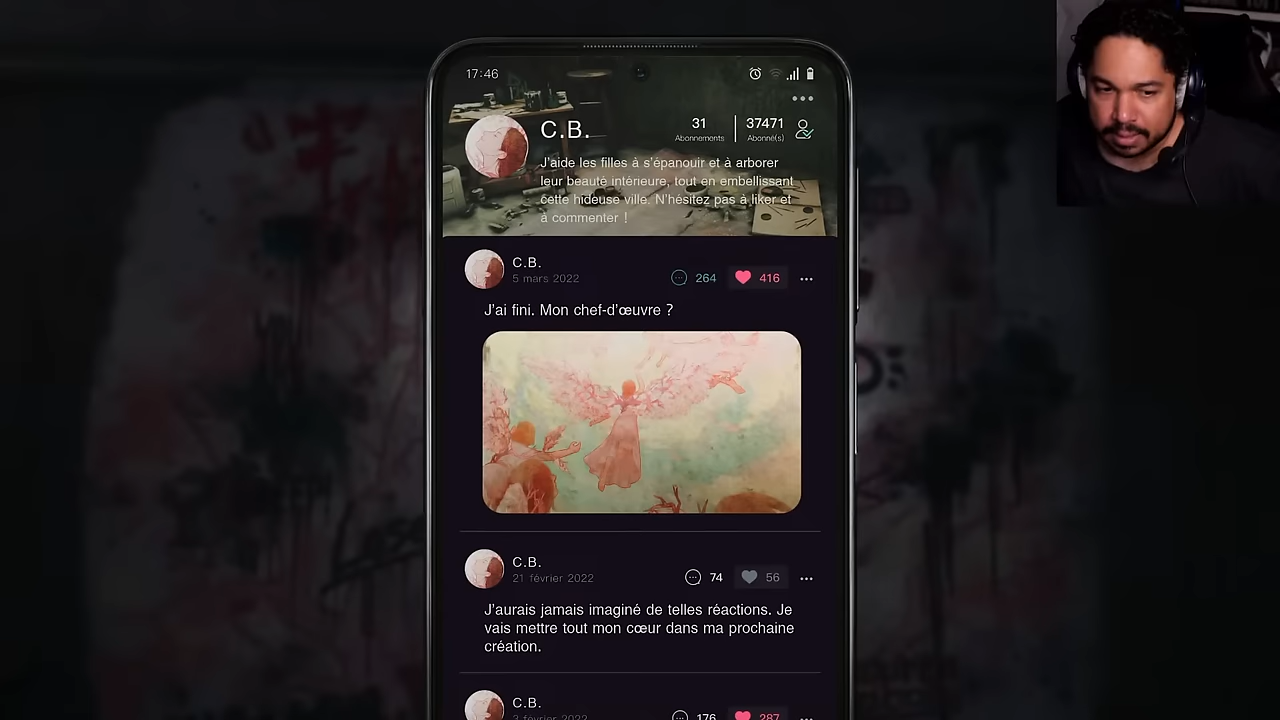 17:46
C.B.
31
Abonnements
37471
Abonné(s)
J'aide les filles à s'épanouir et à arborer
leur beauté intérieure, tout en embellissant
cette hideuse ville. N'hésitez pas à liker et
à commenter !
C.B.
5 mars 2022
264
416
J'ai fini. Mon chef-d'œuvre ?
C.B.
21 février 2022
74
56
J'aurais jamais imaginé de telles réactions. Je
vais mettre tout mon cœur dans ma prochaine
création.
C.B.
3 février 2022
176
287